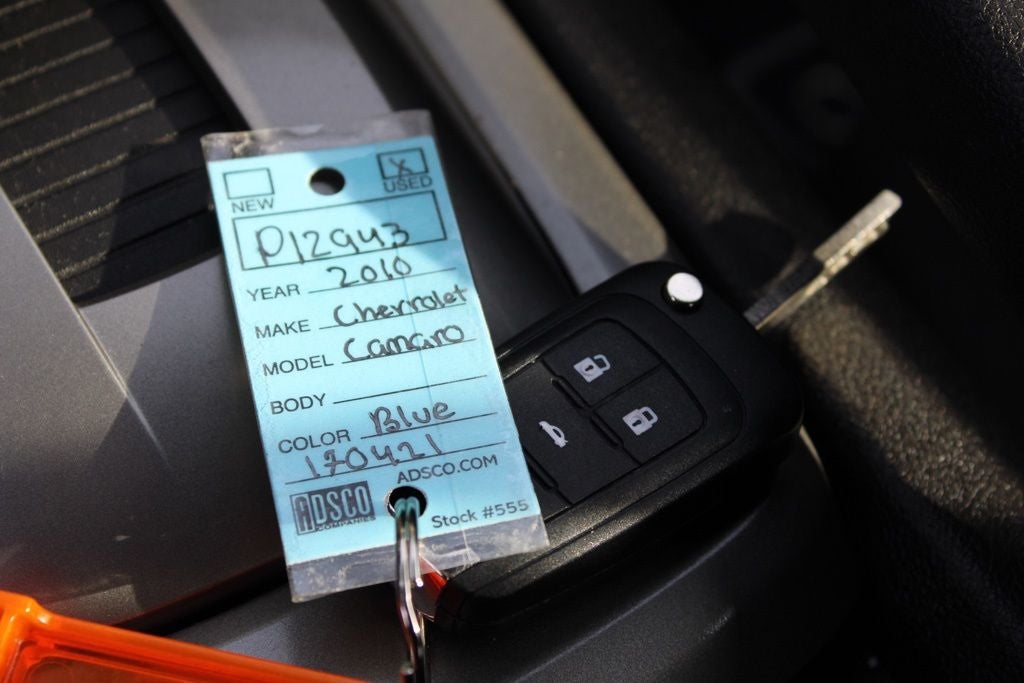 X
NEW USED
P12943
YEAR 2010
MAKE Chevrolet
MODEL Camaro
BODY
COLOR Blue
170421
ADSCO.COM
ADSCO
COMPANIES
Stock #555